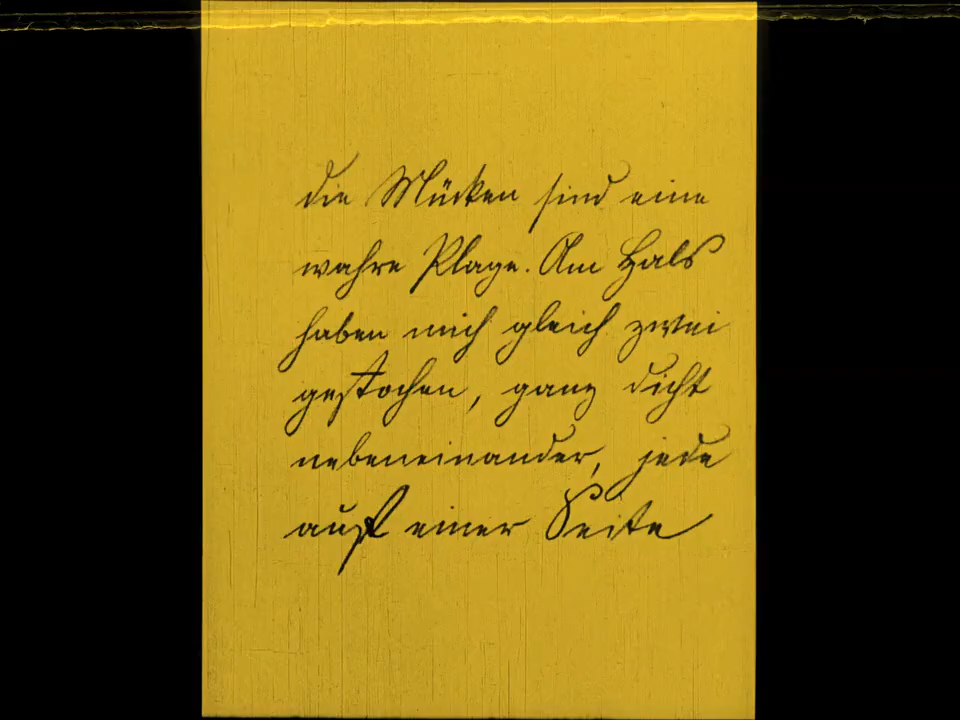 die Mücken sind eine
wahre Plage. Am Hals
haben mich gleich zwei
gestochen, ganz dicht
nebeneinander, jede
auf einer Seite